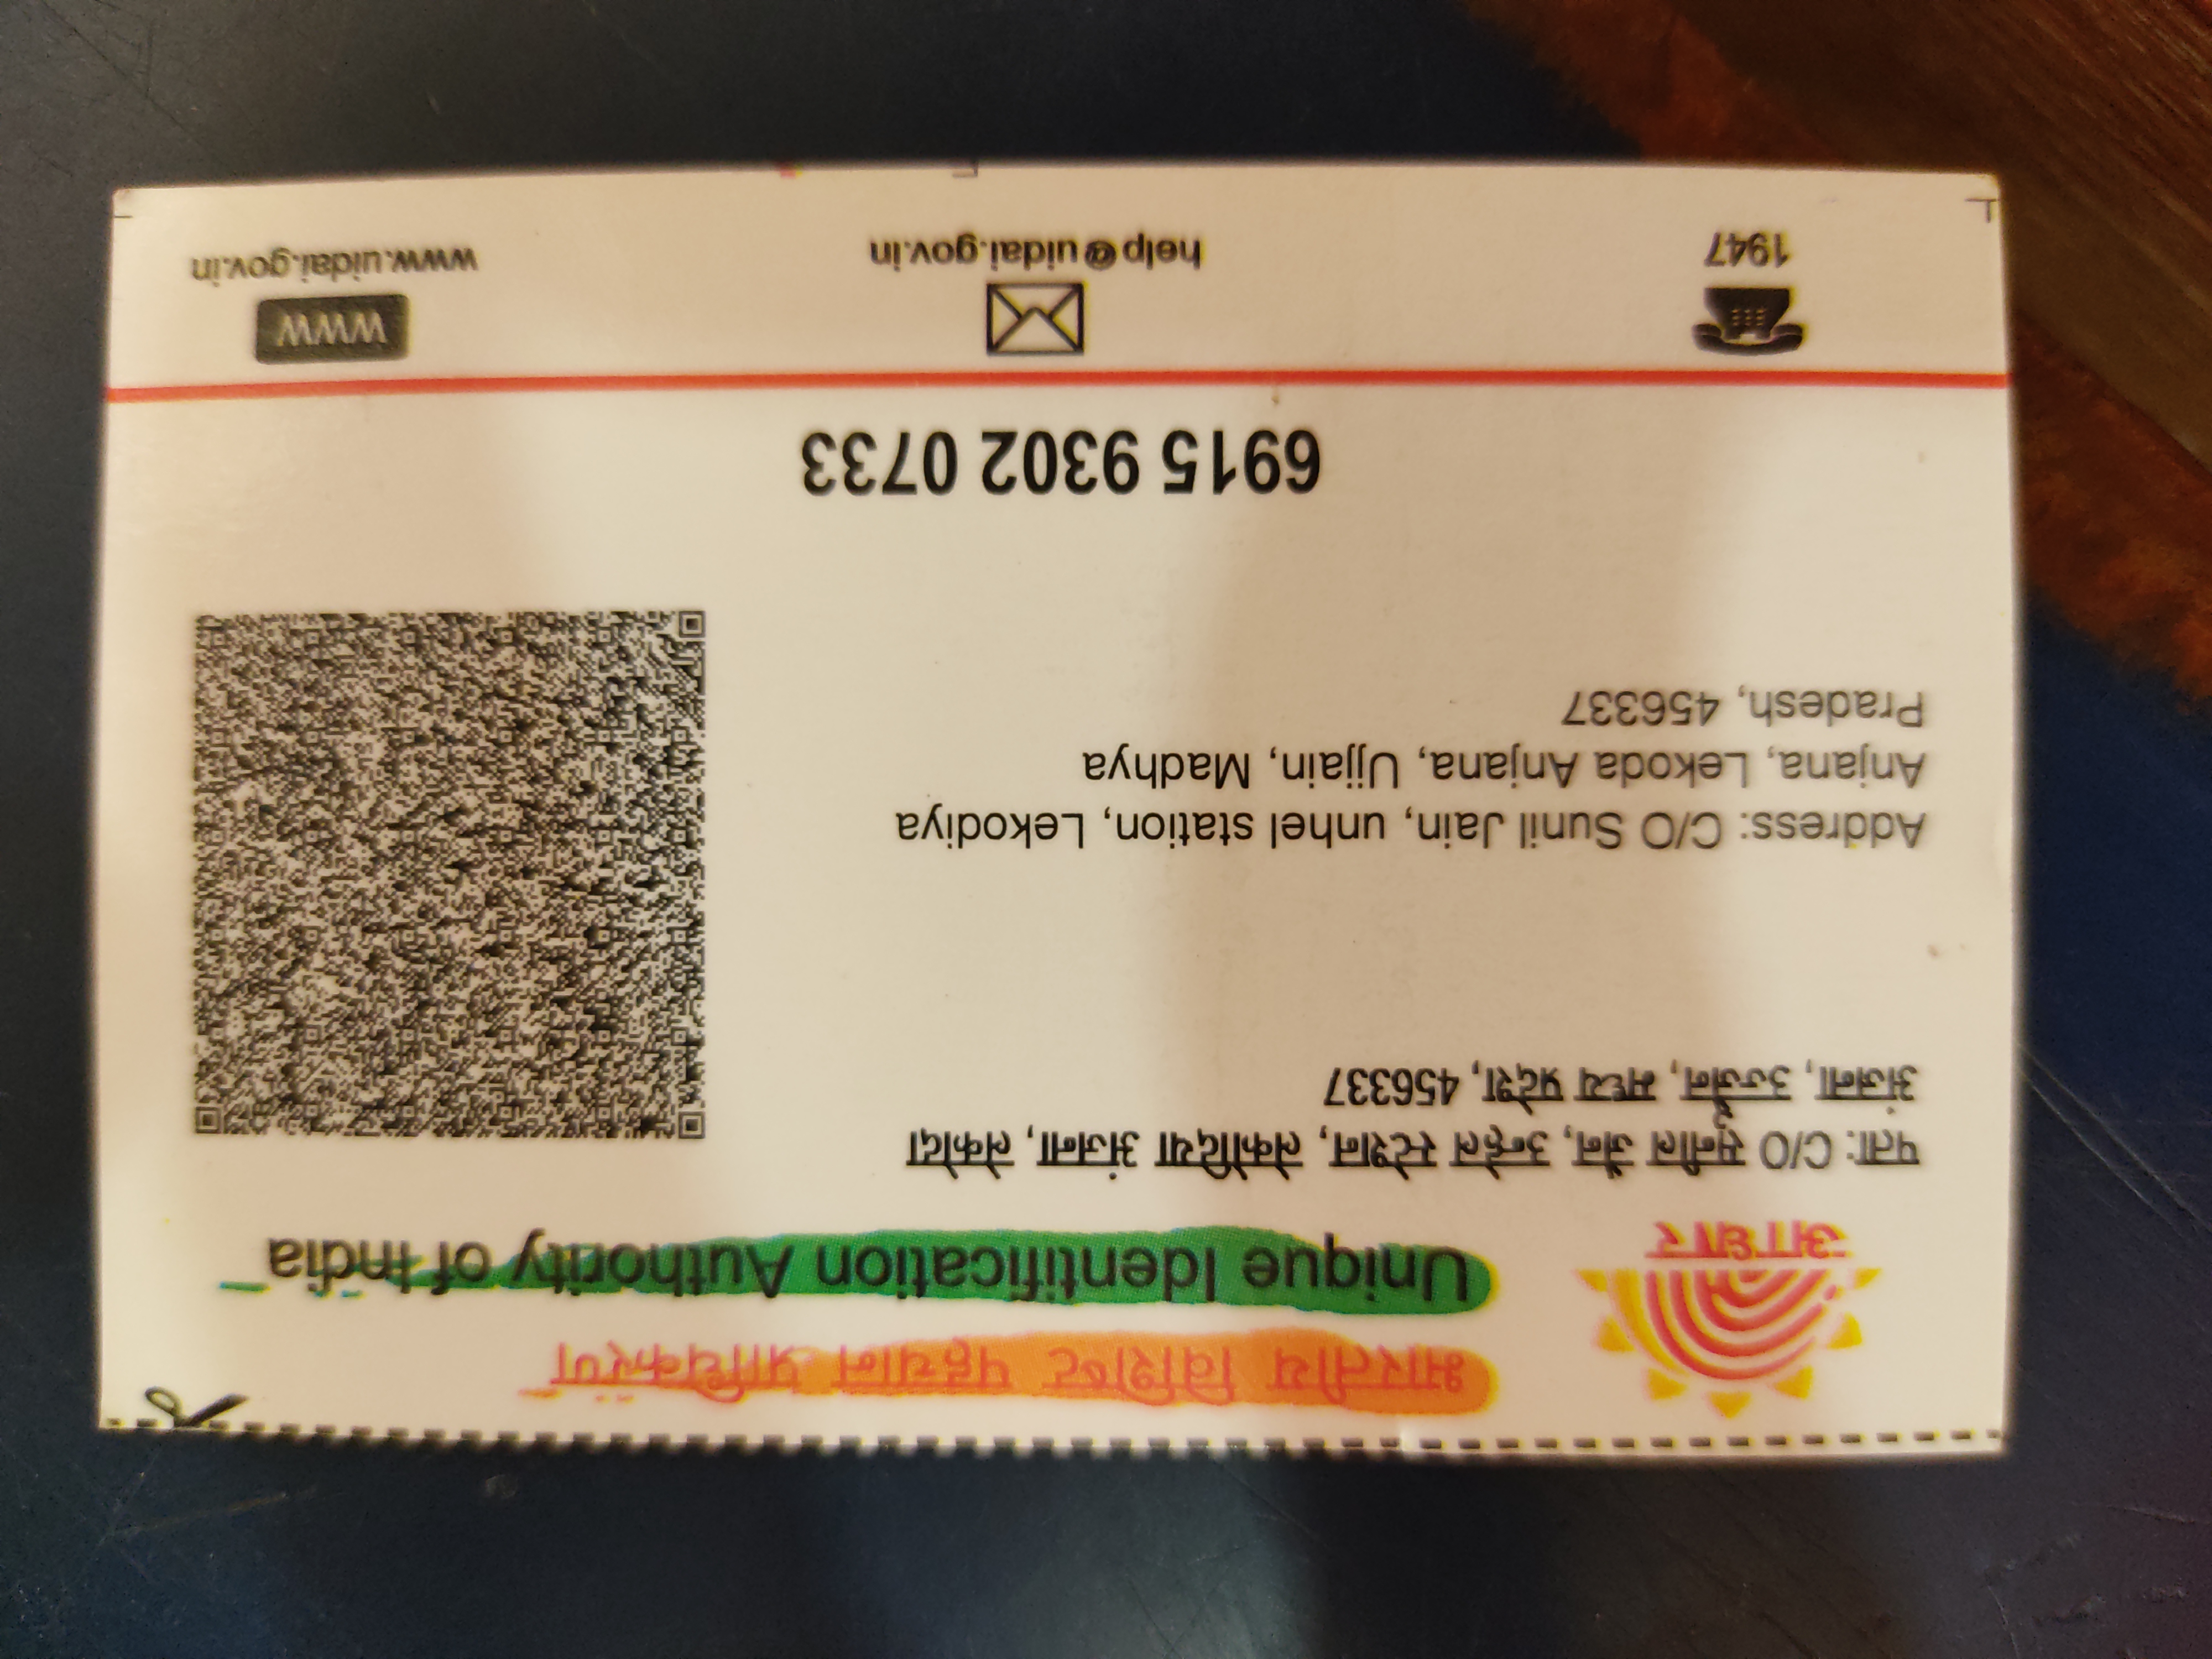 भारतीय विशिष्ट पहचान प्राधिकरण
Unique Identification Authority of India
आधार
पता: C/O सुनील जैन, उन्हेल स्टेशन, लेकोदिया अंजना, लेकोदा
अंजना, उज्जैन, मध्य प्रदेश, 456337
Address: C/O Sunil Jain, unhel station, Lekodiya
Anjana, Lekoda Anjana, Ujjain, Madhya
Pradesh, 456337
6915 9302 0733
1947
help@uidai.gov.in
WWW
www.uidai.gov.in